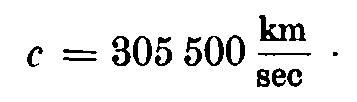 c = 305 500 km/sec .